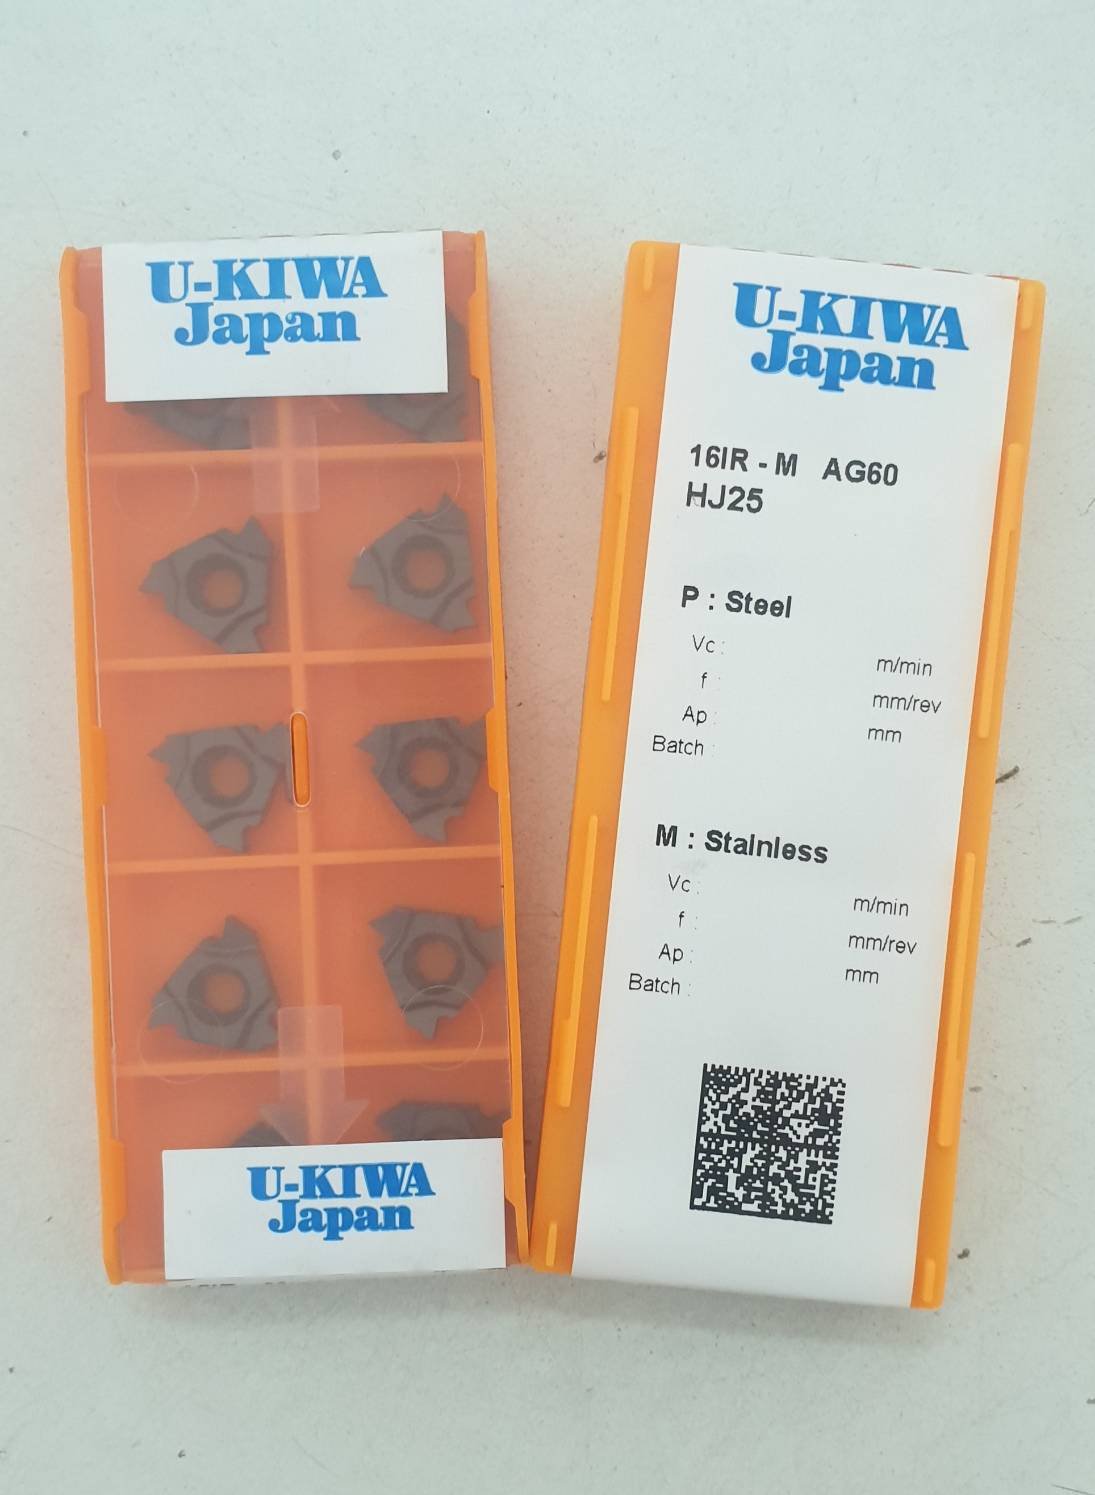 U-KIWA
Japan
U-KIWA
Japan
U-KIWA
Japan
16IR - M AG60
HJ25
P : Steel
Vc : m/min
f : mm/rev
Ap : mm
Batch :
M : Stainless
Vc : m/min
f : mm/rev
Ap : mm
Batch :